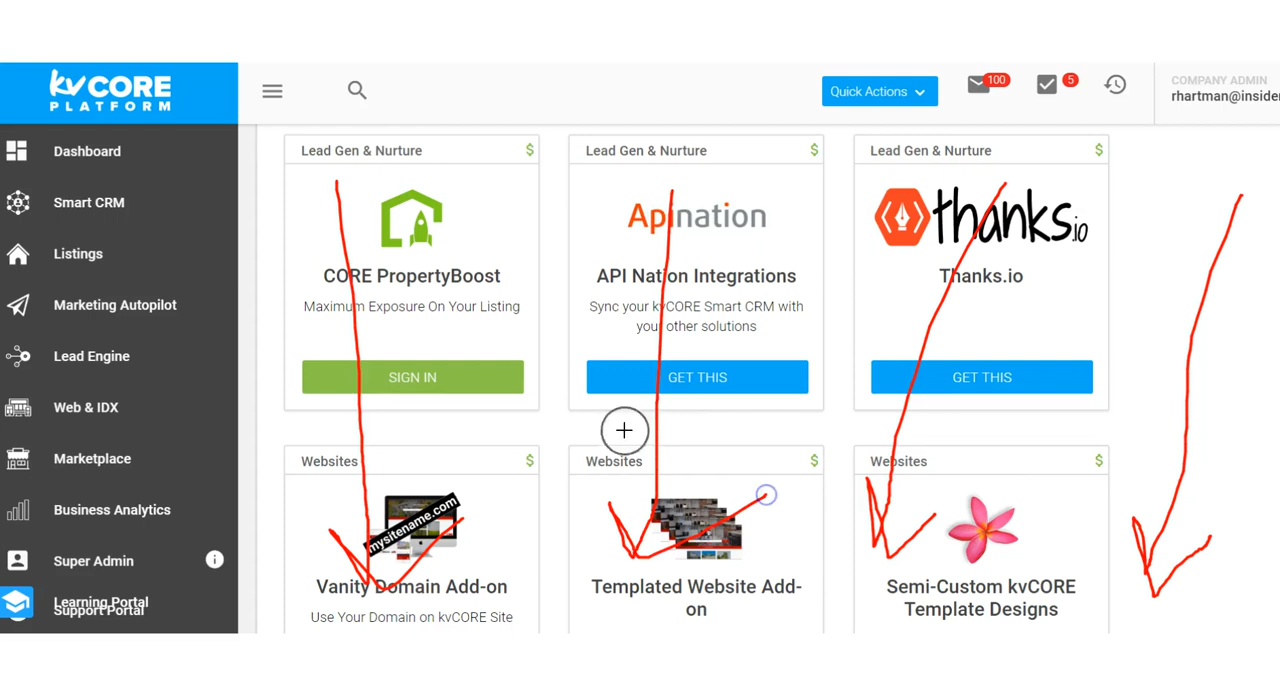 kvCORE
PLATFORM
Quick Actions
100
5
COMPANY ADMIN
rhartman@insider
Dashboard
Smart CRM
Listings
Marketing Autopilot
Lead Engine
Web & IDX
Marketplace
Business Analytics
Super Admin
Learning Portal
Support Portal
Lead Gen & Nurture $
CORE PropertyBoost
Maximum Exposure On Your Listing
SIGN IN
Lead Gen & Nurture $
Apination
API Nation Integrations
Sync your kvCORE Smart CRM with
your other solutions
GET THIS
Lead Gen & Nurture $
thanks.io
Thanks.io
GET THIS
Websites $
mysitename.com
Vanity Domain Add-on
Use Your Domain on kvCORE Site
Websites $
Templated Website Add-
on
Websites $
Semi-Custom kvCORE
Template Designs